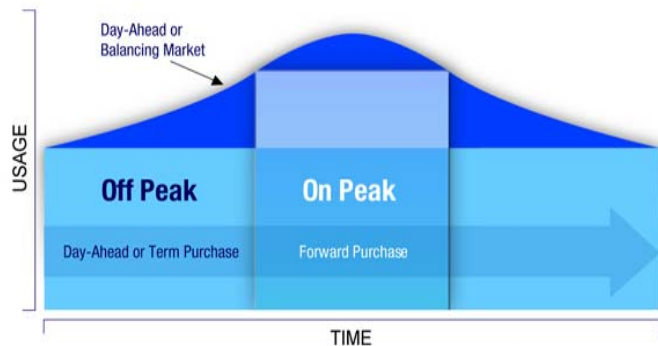 Day-Ahead or
Balancing Market
USAGE
Off Peak
On Peak
Day-Ahead or Term Purchase
Forward Purchase
TIME